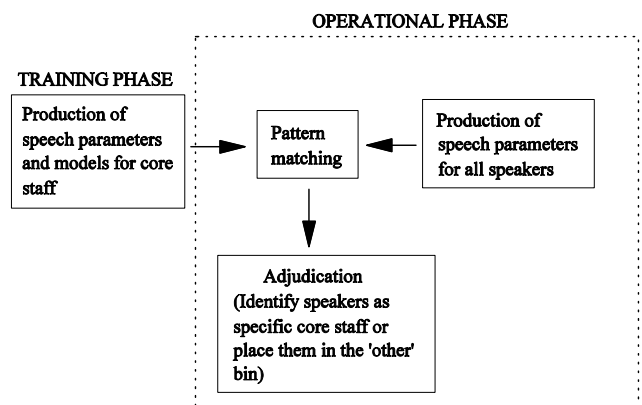 OPERATIONAL PHASE
TRAINING PHASE
Production of
speech parameters
and models for core
staff
Pattern
matching
Production of
speech parameters
for all speakers
Adjudication
(Identify speakers as
specific core staff or
place them in the 'other'
bin)